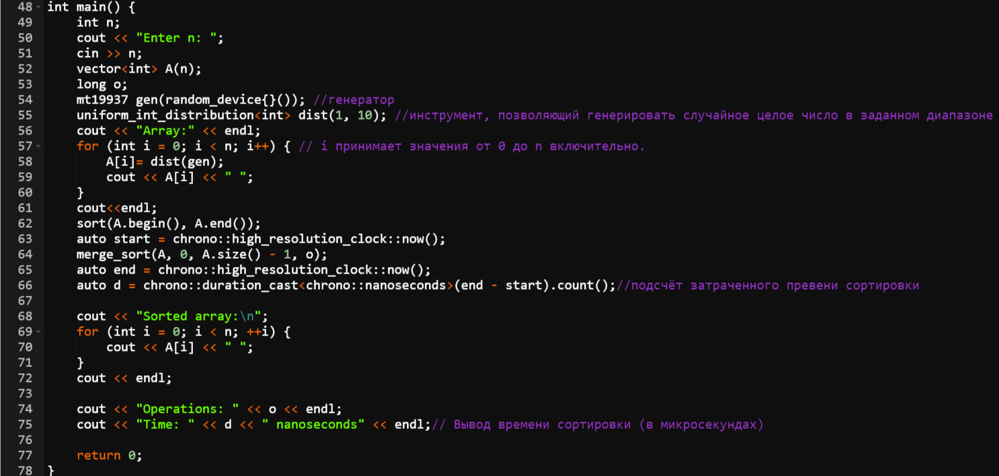 48 int main() {
49 int n;
50 cout << "Enter n: ";
51 cin >> n;
52 vector<int> A(n);
53 long o;
54 mt19937 gen(random_device{}()); //генератор
55 uniform_int_distribution<int> dist(1, 10); //инструмент, позволяющий генерировать случайное целое число в заданном диапазоне
56 cout << "Array:" << endl;
57 for (int i = 0; i < n; i++) { // i принимает значения от 0 до n включительно.
58 A[i]= dist(gen);
59 cout << A[i] << " ";
60 }
61 cout<<endl;
62 sort(A.begin(), A.end());
63 auto start = chrono::high_resolution_clock::now();
64 merge_sort(A, 0, A.size() - 1, o);
65 auto end = chrono::high_resolution_clock::now();
66 auto d = chrono::duration_cast<chrono::nanoseconds>(end - start).count();//подсчёт затраченного превени сортировки
67
68 cout << "Sorted array:\n";
69 for (int i = 0; i < n; ++i) {
70 cout << A[i] << " ";
71 }
72 cout << endl;
73
74 cout << "Operations: " << o << endl;
75 cout << "Time: " << d << " nanoseconds" << endl;// Вывод времени сортировки (в микросекундах)
76
77 return 0;
78 }